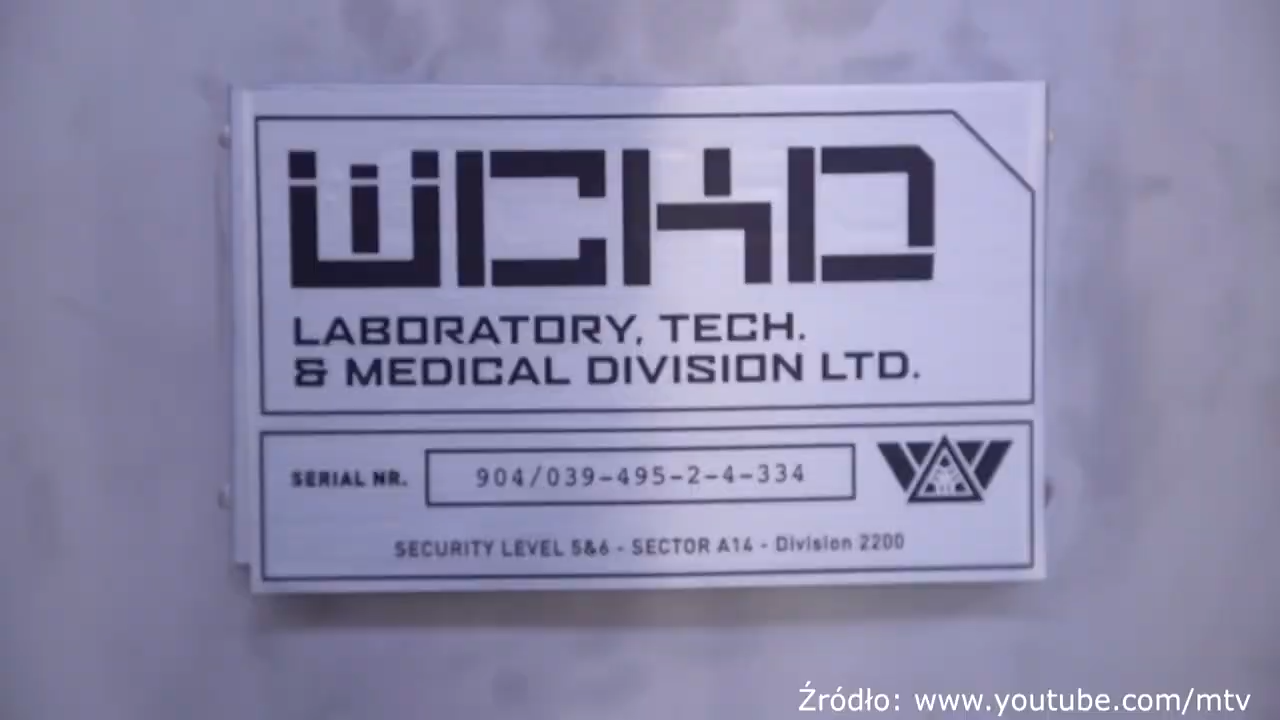 WCKD
LABORATORY, TECH.
& MEDICAL DIVISION LTD.
SERIAL NR. 904/039-495-2-4-334
SECURITY LEVEL 5&6 - SECTOR A14 - Division 2200
Źródło: www.youtube.com/mtv